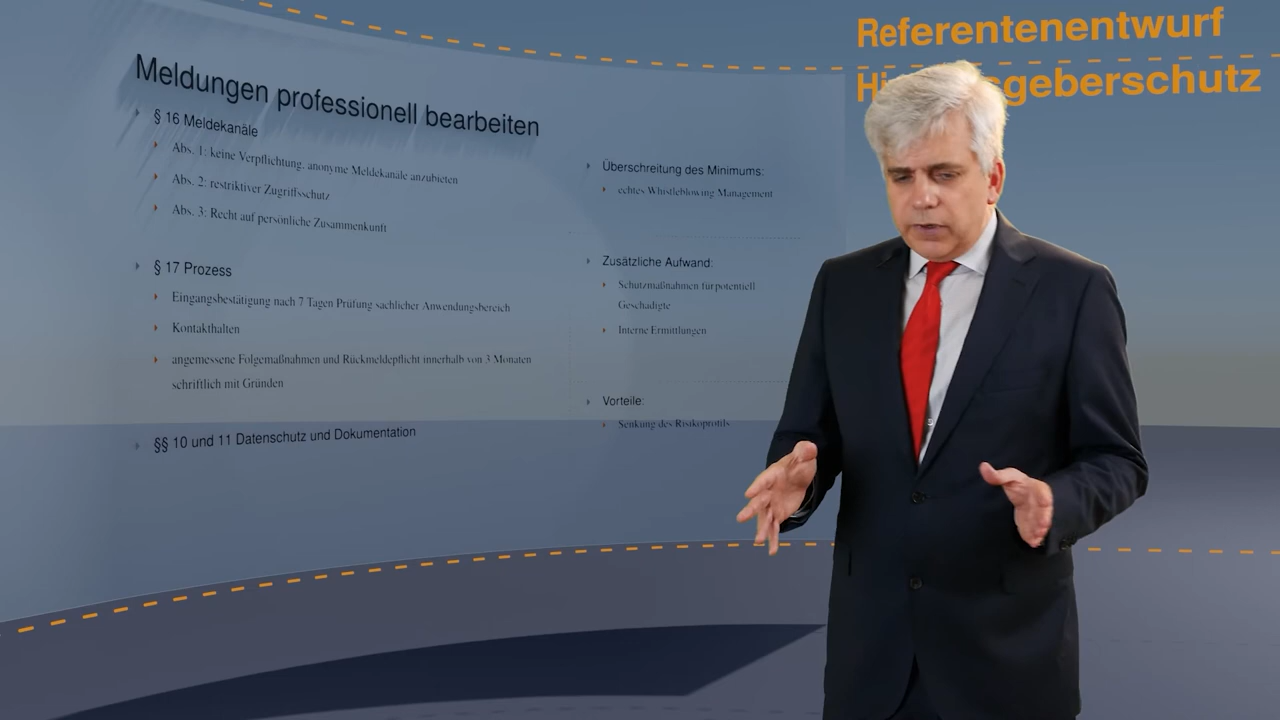 Referentenentwurf
Hi geberschutz
Meldungen professionell bearbeiten
§ 16 Meldekanäle
Abs. 1: keine Verpflichtung, anonyme Meldekanäle anzubieten
Abs. 2: restriktiver Zugriffsschutz
Abs. 3: Recht auf persönliche Zusammenkunft
§ 17 Prozess
Eingangsbestätigung nach 7 Tagen Prüfung sachlicher Anwendungsbereich
Kontakthalten
angemessene Folgemaßnahmen und Rückmeldepflicht innerhalb von 3 Monaten
schriftlich mit Gründen
§§ 10 und 11 Datenschutz und Dokumentation
Überschreitung des Minimums:
echtes Whistleblowing Management
Zusätzliche Aufwand:
Schutzmaßnahmen für potentiell
Geschädigte
Interne Ermittlungen
Vorteile:
Senkung des Risikoprofils